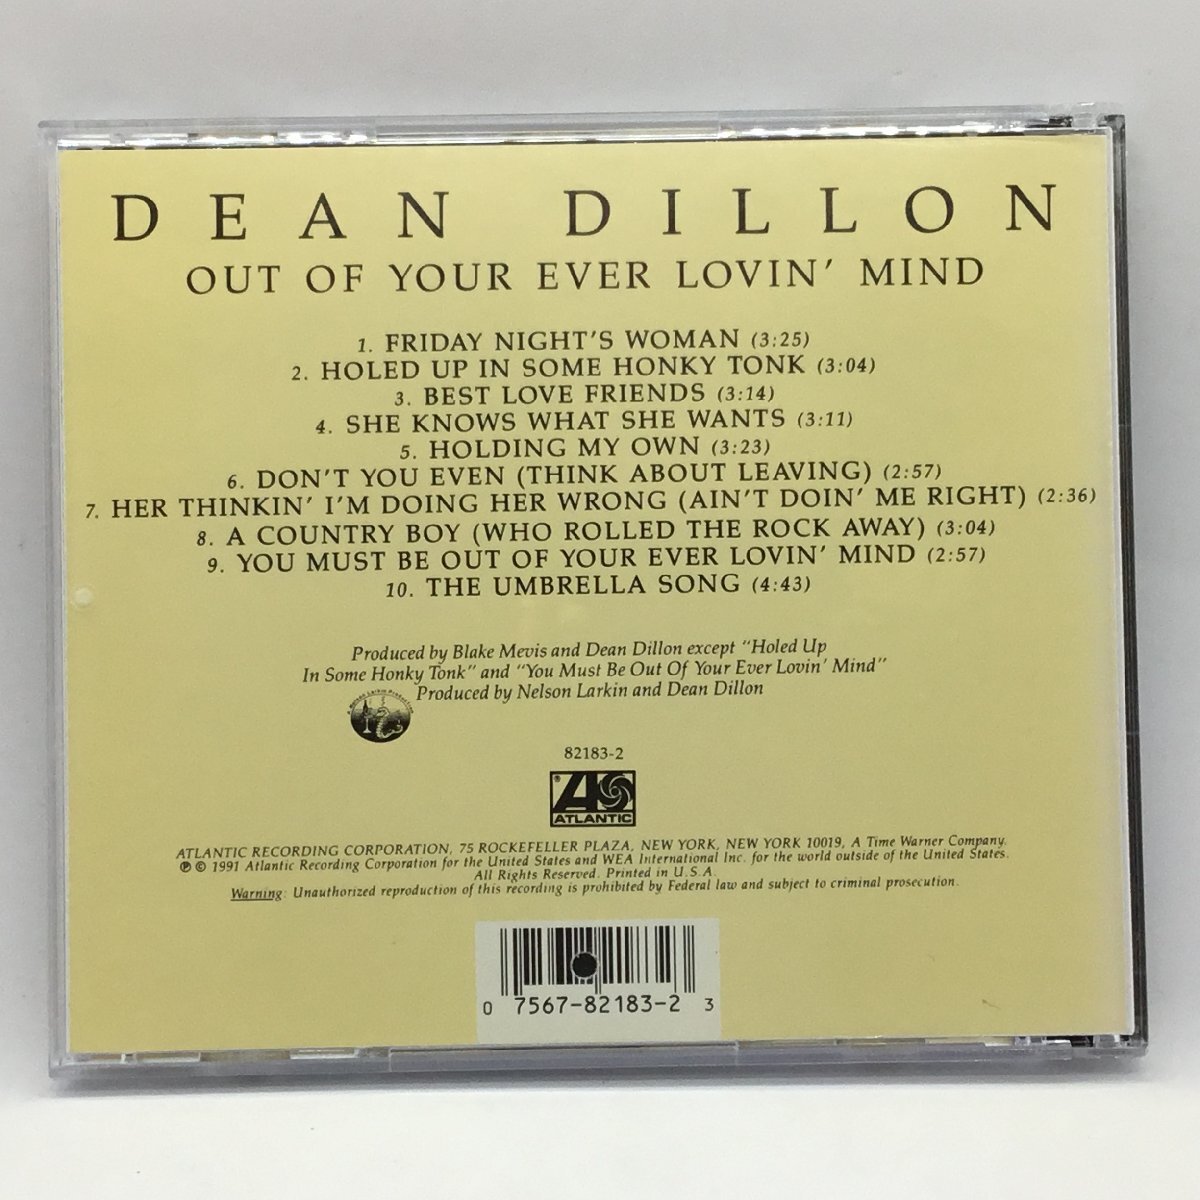 DEAN DILLON
OUT OF YOUR EVER LOVIN' MIND
1. FRIDAY NIGHT'S WOMAN (3:25)
2. HOLED UP IN SOME HONKY TONK (3:04)
3. BEST LOVE FRIENDS (3:14)
4. SHE KNOWS WHAT SHE WANTS (3:11)
5. HOLDING MY OWN (3:23)
6. DON'T YOU EVEN (THINK ABOUT LEAVING) (2:57)
7. HER THINKIN' I'M DOING HER WRONG (AIN'T DOIN' ME RIGHT) (2:36)
8. A COUNTRY BOY (WHO ROLLED THE ROCK AWAY) (3:04)
9. YOU MUST BE OUT OF YOUR EVER LOVIN' MIND (2:57)
10. THE UMBRELLA SONG (4:43)
Produced by Blake Mevis and Dean Dillon except "Holed Up
In Some Honky Tonk" and "You Must Be Out Of Your Ever Lovin' Mind"
Produced by Nelson Larkin and Dean Dillon
A Nelson Larkin Production
82183-2
®
ATLANTIC
ATLANTIC RECORDING CORPORATION, 75 ROCKEFELLER PLAZA, NEW YORK, NEW YORK 10019, A Time Warner Company.
℗ © 1991 Atlantic Recording Corporation for the United States and WEA International Inc. for the world outside of the United States.
All Rights Reserved. Printed in U.S.A.
Warning: Unauthorized reproduction of this recording is prohibited by Federal law and subject to criminal prosecution.
0 7567-82183-2 3